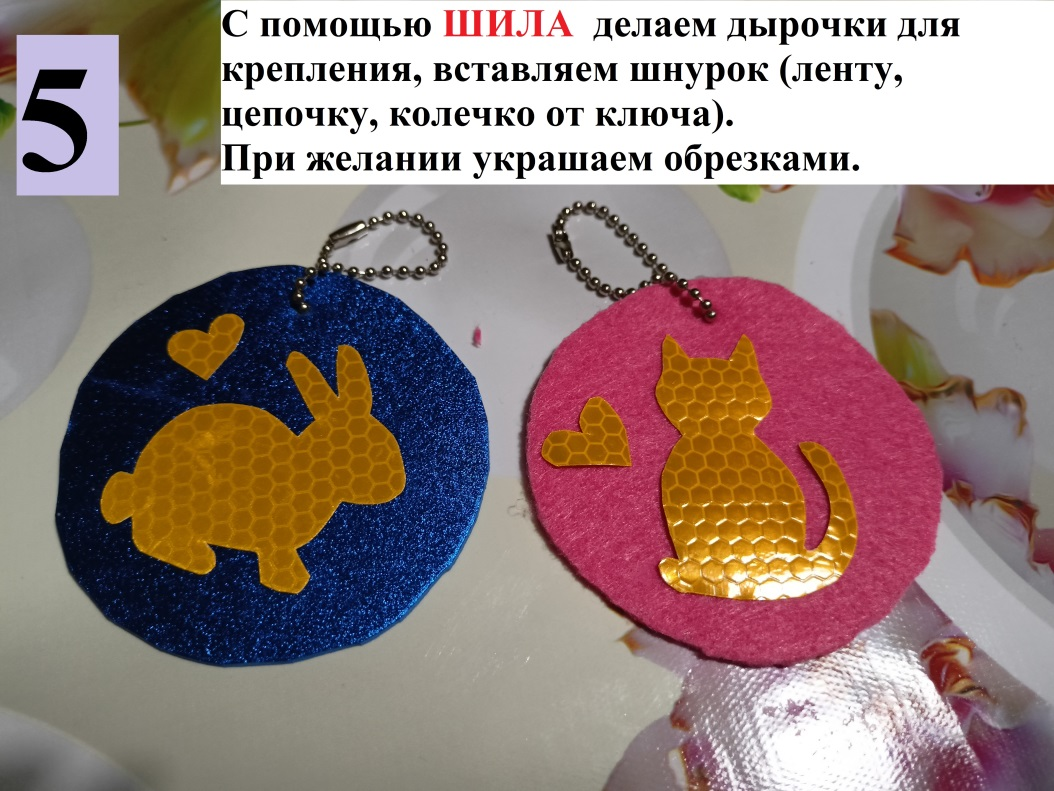 5
С помощью ШИЛА делаем дырочки для
крепления, вставляем шнурок (ленту,
цепочку, колечко от ключа).
При желании украшаем обрезками.